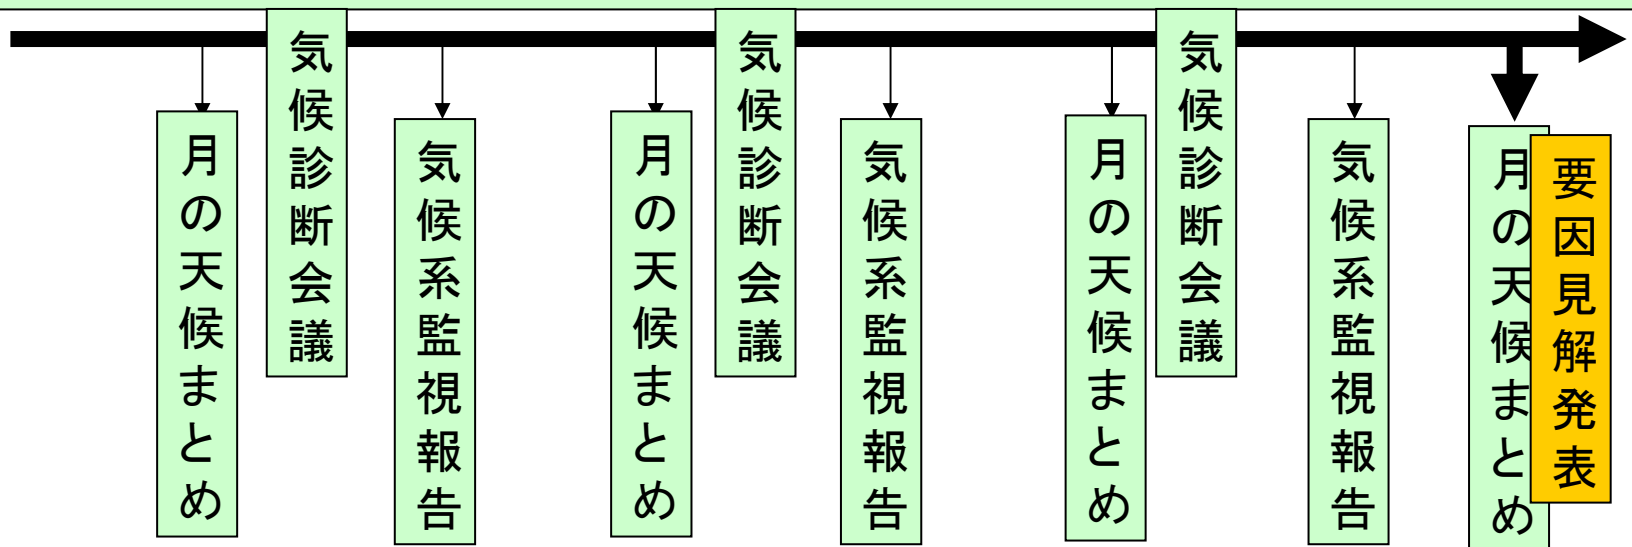 月の天候まとめ
気候診断会議
気候系監視報告
月の天候まとめ
気候診断会議
気候系監視報告
月の天候まとめ
気候診断会議
気候系監視報告
月の天候まとめ
要因見解発表